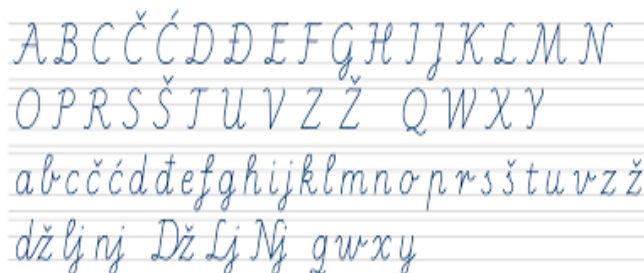 A B C Č Ć D Đ E F G H I J K L M N
O P R S Š T U V Z Ž Q W X Y
a b c č ć d đ e f g h i j k l m n o p r s š t u v z ž
dž lj nj Dž Lj Nj q w x y